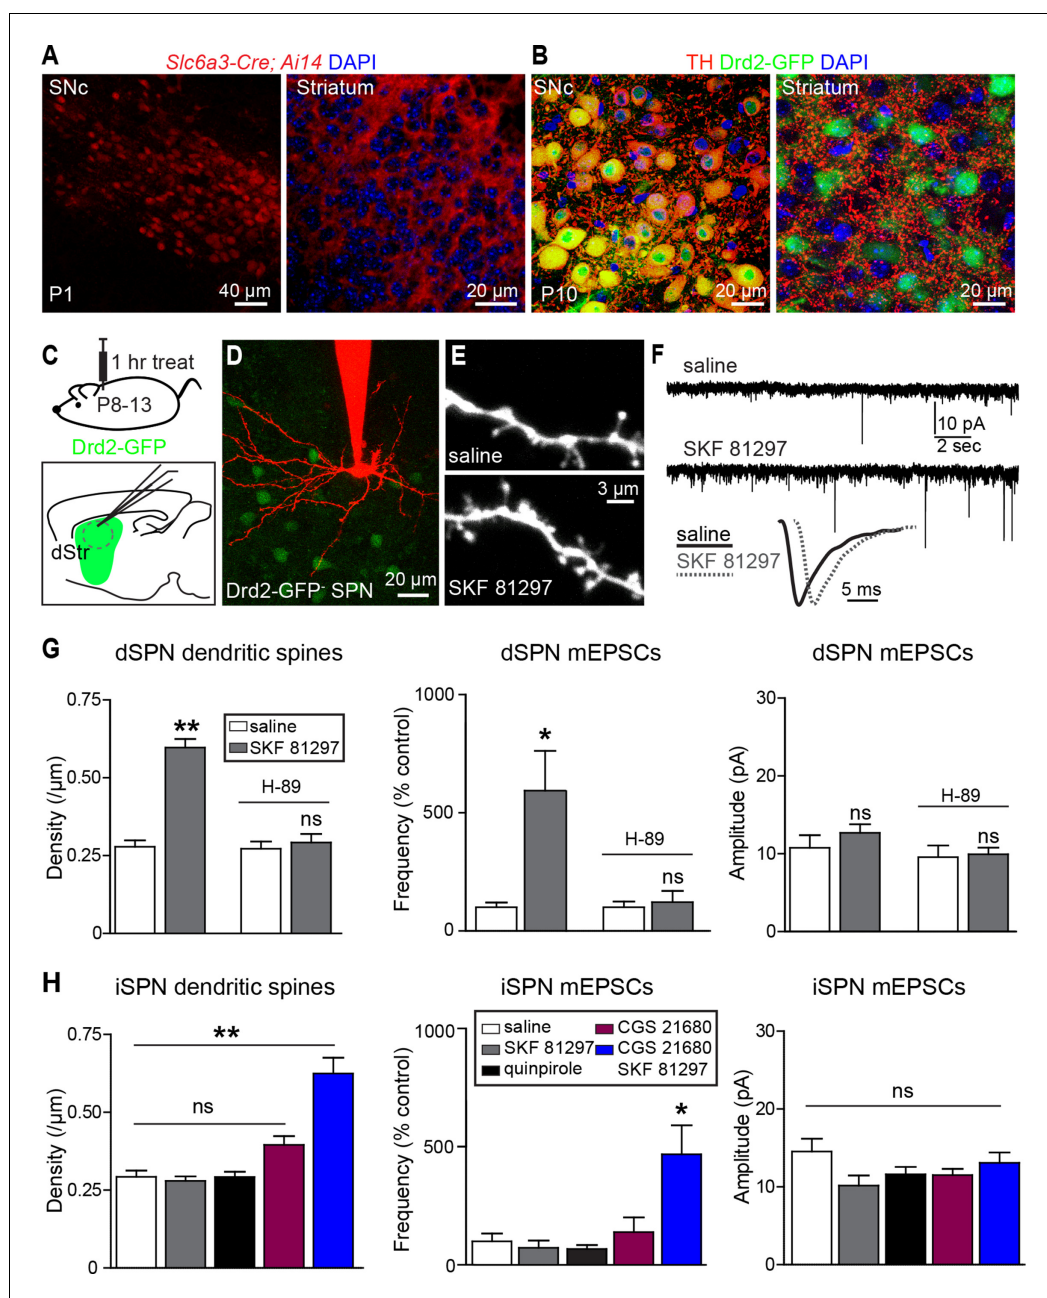 A
Slc6a3-Cre; Ai14 DAPI
SNc
P1
40 µm
Striatum
20 µm
B
TH Drd2-GFP DAPI
SNc
P10
20 µm
Striatum
20 µm
C
1 hr treat
P8-13
Drd2-GFP
dStr
D
Drd2-GFP- SPN
20 µm
E
saline
3 µm
SKF 81297
F
saline
10 pA
2 sec
SKF 81297
saline
SKF 81297
5 ms
G
dSPN dendritic spines
Density (/µm)
0.75
0.50
0.25
0
**
saline
SKF 81297
H-89
ns
dSPN mEPSCs
Frequency (% control)
1000
500
0
*
H-89
ns
dSPN mEPSCs
Amplitude (pA)
30
20
10
0
ns
H-89
ns
H
iSPN dendritic spines
Density (/µm)
0.75
0.50
0.25
0
**
ns
iSPN mEPSCs
Frequency (% control)
1000
500
0
saline
SKF 81297
quinpirole
CGS 21680
CGS 21680
SKF 81297
*
iSPN mEPSCs
Amplitude (pA)
30
20
10
0
ns